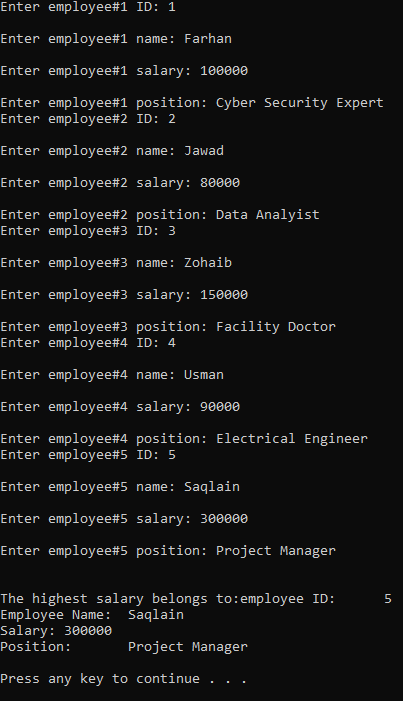 Enter employee#1 ID: 1
Enter employee#1 name: Farhan
Enter employee#1 salary: 100000
Enter employee#1 position: Cyber Security Expert
Enter employee#2 ID: 2
Enter employee#2 name: Jawad
Enter employee#2 salary: 80000
Enter employee#2 position: Data Analyist
Enter employee#3 ID: 3
Enter employee#3 name: Zohaib
Enter employee#3 salary: 150000
Enter employee#3 position: Facility Doctor
Enter employee#4 ID: 4
Enter employee#4 name: Usman
Enter employee#4 salary: 90000
Enter employee#4 position: Electrical Engineer
Enter employee#5 ID: 5
Enter employee#5 name: Saqlain
Enter employee#5 salary: 300000
Enter employee#5 position: Project Manager
The highest salary belongs to:employee ID:      5
Employee Name:  Saqlain
Salary: 300000
Position:       Project Manager
Press any key to continue . . .